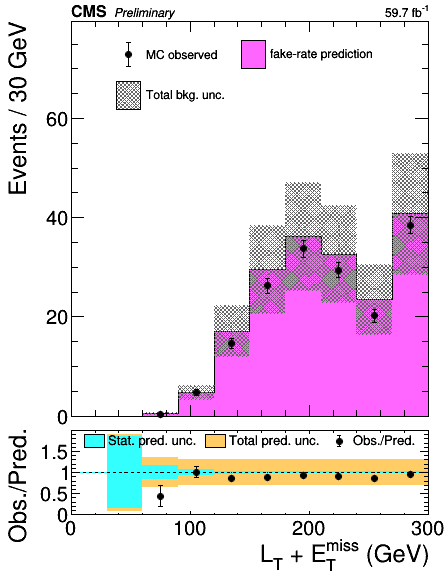 CMS Preliminary 59.7 fb⁻¹
MC observed fake-rate prediction
Total bkg. unc.
Events / 30 GeV
60
40
20
0
Stat. pred. unc. Total pred. unc. Obs./Pred.
Obs./Pred.
1.5
1
0.5
0
0 100 200 300
L_T + E_T^miss (GeV)